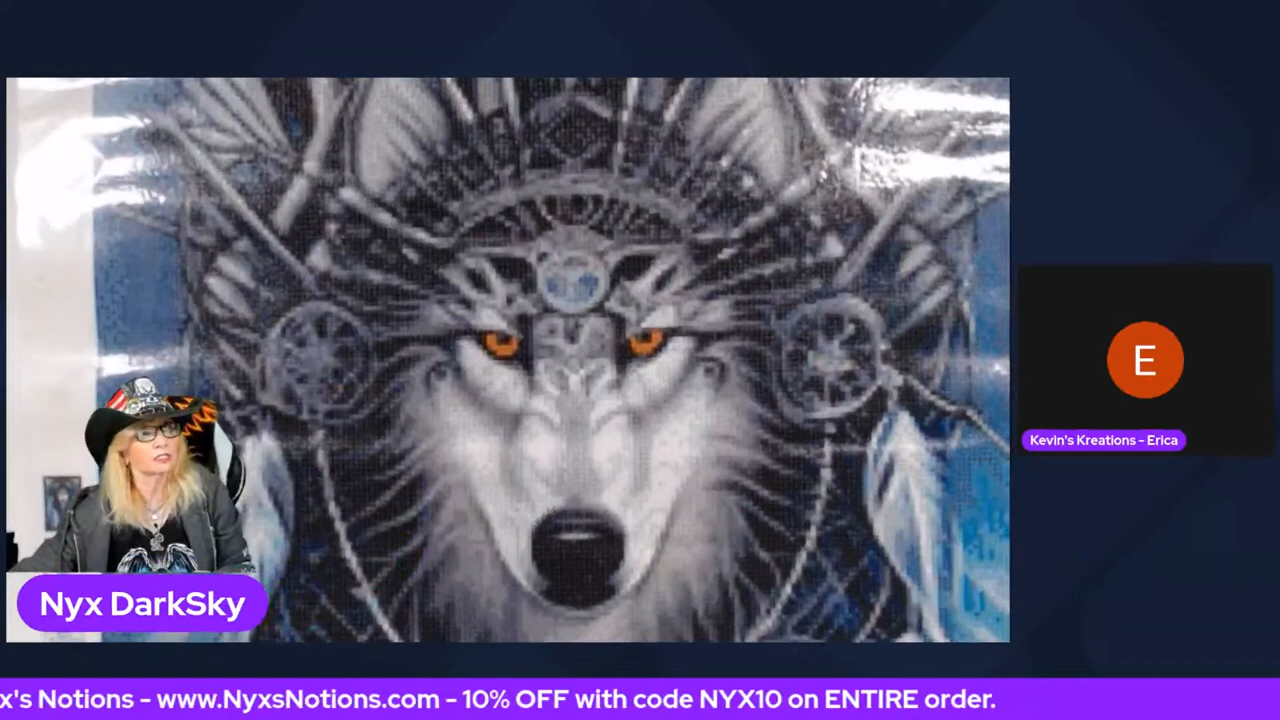 E
Kevin's Kreations - Erica
Nyx DarkSky
x's Notions - www.NyxsNotions.com - 10% OFF with code NYX10 on ENTIRE order.